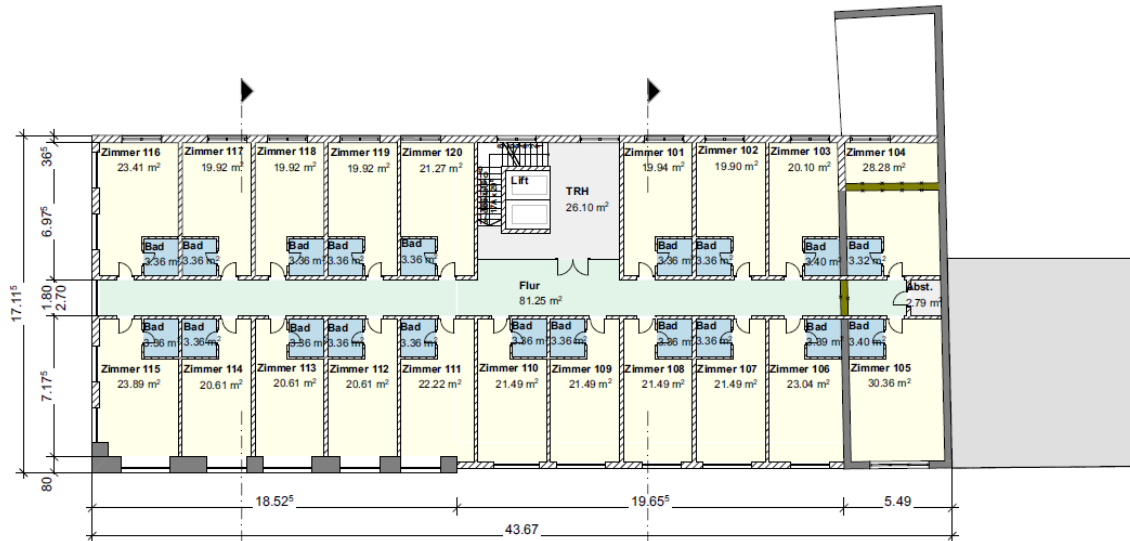 Zimmer 116
23.41 m²
Zimmer 117
19.92 m²
Zimmer 118
19.92 m²
Zimmer 119
19.92 m²
Zimmer 120
21.27 m²
Lift
TRH
26.10 m²
Zimmer 101
19.94 m²
Zimmer 102
19.90 m²
Zimmer 103
20.10 m²
Zimmer 104
28.28 m²
Bad
3.36 m²
Bad
3.36 m²
Bad
3.36 m²
Bad
3.36 m²
Bad
3.36 m²
Bad
3.36 m²
Bad
3.36 m²
Bad
3.40 m²
Bad
3.32 m²
Flur
81.25 m²
Abst.
2.79 m²
Bad
3.36 m²
Bad
3.36 m²
Bad
3.36 m²
Bad
3.36 m²
Bad
3.36 m²
Bad
3.36 m²
Bad
3.36 m²
Bad
3.36 m²
Bad
3.36 m²
Bad
Bad
3.40 m²
Zimmer 115
23.89 m²
Zimmer 114
20.61 m²
Zimmer 113
20.61 m²
Zimmer 112
20.61 m²
Zimmer 111
22.22 m²
Zimmer 110
21.49 m²
Zimmer 109
21.49 m²
Zimmer 108
21.49 m²
Zimmer 107
21.49 m²
Zimmer 106
23.04 m²
Zimmer 105
30.36 m²
36⁵
6.97⁵
1.80
2.70
7.17⁵
80
17.11⁵
18.52⁵
19.65⁵
5.49
43.67